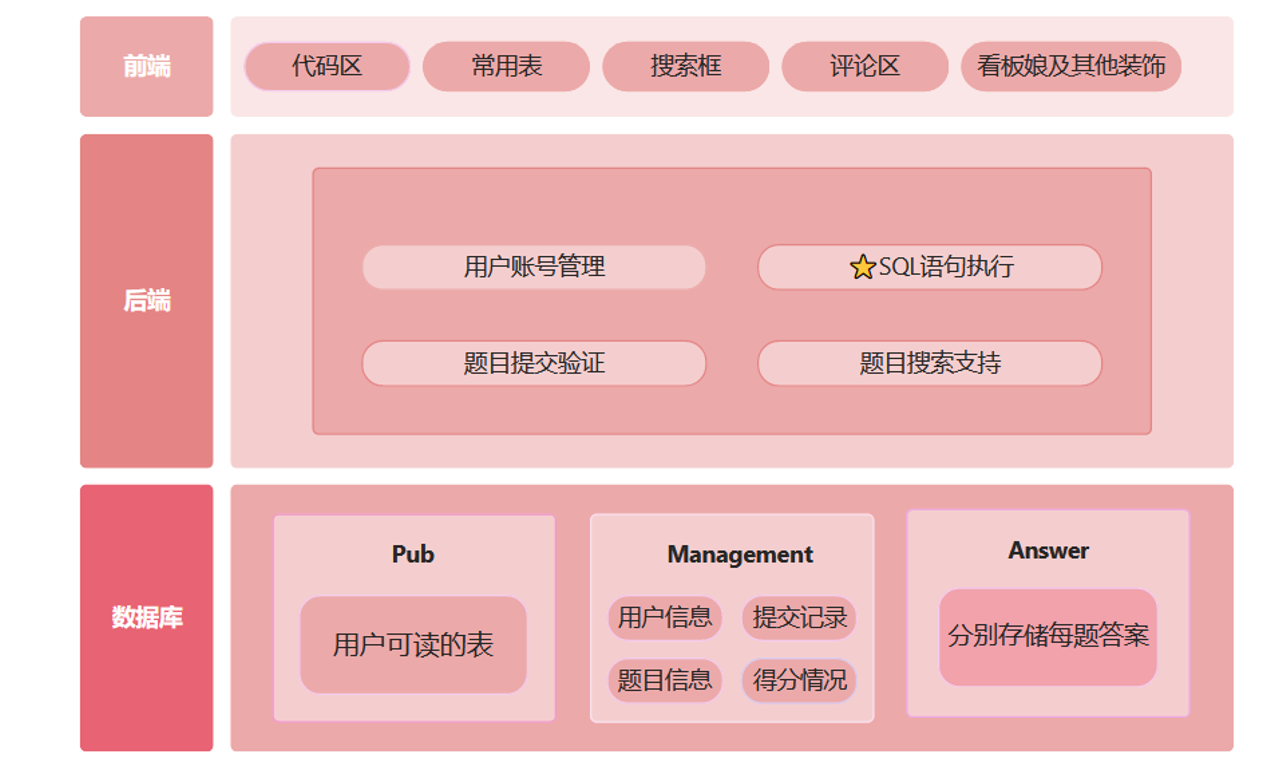 前端
代码区
常用表
搜索框
评论区
看板娘及其他装饰
后端
用户账号管理
⭐SQL语句执行
题目提交验证
题目搜索支持
数据库
Pub
用户可读的表
Management
用户信息
提交记录
题目信息
得分情况
Answer
分别存储每题答案